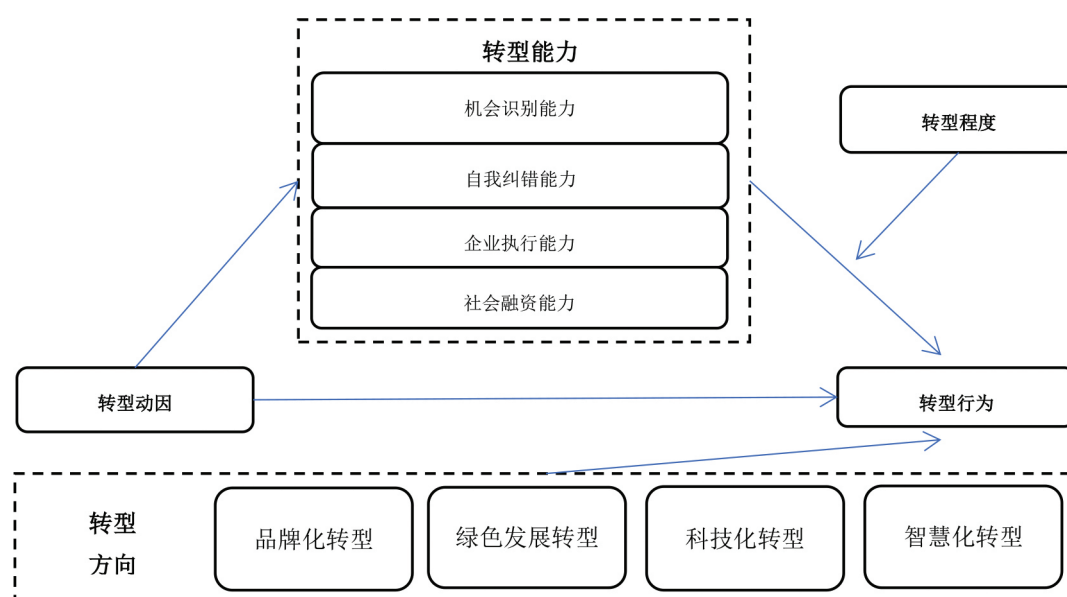 转型能力
机会识别能力
自我纠错能力
企业执行能力
社会融资能力
转型程度
转型动因
转型行为
转型
方向
品牌化转型
绿色发展转型
科技化转型
智慧化转型